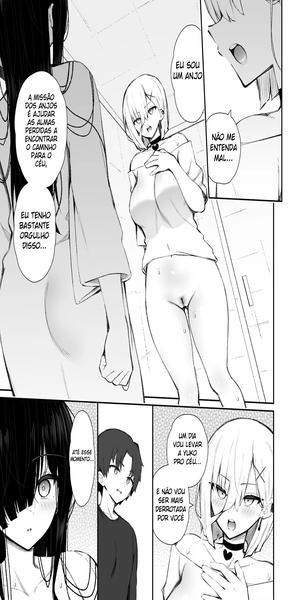 EU
SOU UM ANJO
NÃO ME
ENTENDA
MAL...
A MISSÃO
DOS ANJOS
É AJUDAR
AS ALMAS
PERDIDAS A
ENCONTRAR
O CAMINHO
PARA O
CÉU,
EU TENHO
BASTANTE
ORGULHO
DISSO...
UM DIA
VOU LEVAR
A YUKO
PRO CÉU...
E NÃO VOU
SER MAIS
DERROTADA
POR VOCÊ
ATÉ ESSE
MOMENTO...